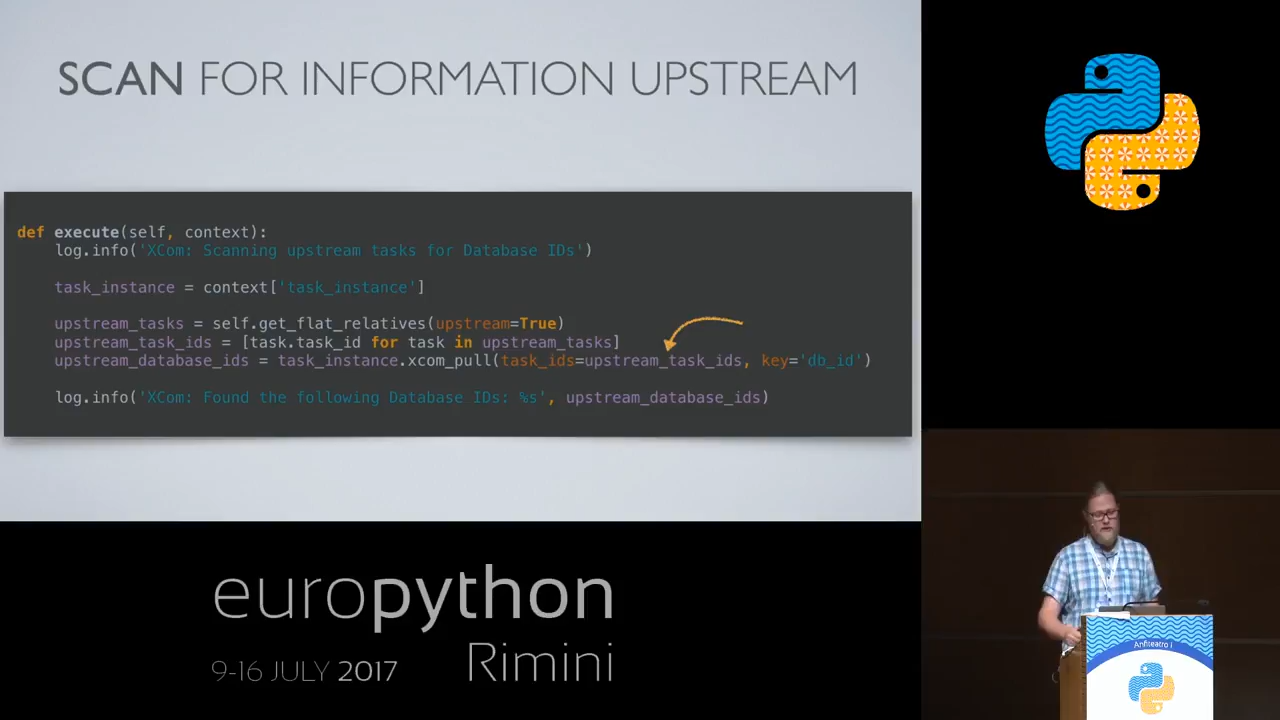 SCAN FOR INFORMATION UPSTREAM
def execute(self, context):
    log.info('XCom: Scanning upstream tasks for Database IDs')
    task_instance = context['task_instance']
    upstream_tasks = self.get_flat_relatives(upstream=True)
    upstream_task_ids = [task.task_id for task in upstream_tasks]
    upstream_database_ids = task_instance.xcom_pull(task_ids=upstream_task_ids, key='db_id')
    log.info('XCom: Found the following Database IDs: %s', upstream_database_ids)
europython
9-16 JULY 2017 Rimini
Anfiteatro 1